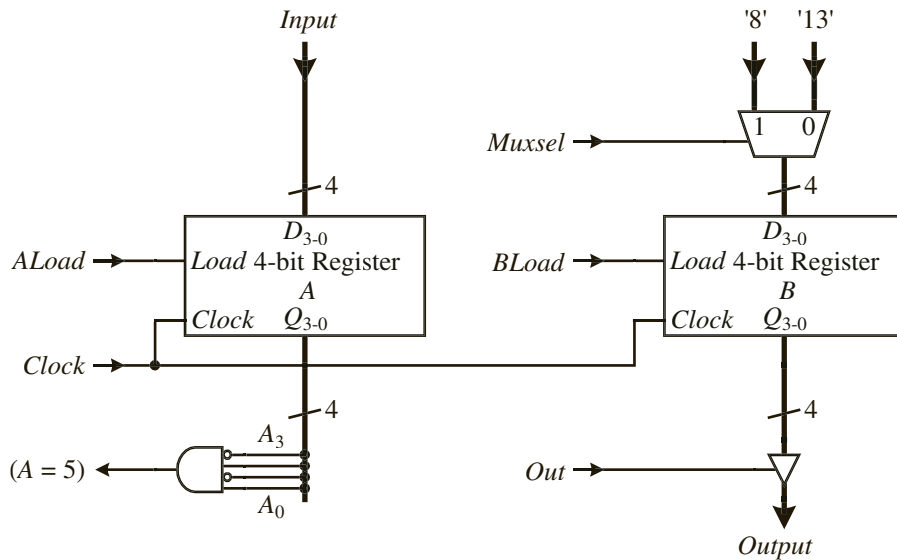 Input
'8' '13'
1 0
Muxsel
4 4
D3-0 D3-0
ALoad Load 4-bit Register BLoad Load 4-bit Register
A B
Clock Q3-0 Clock Q3-0
Clock
4 4
A3
(A = 5) Out
A0
Output